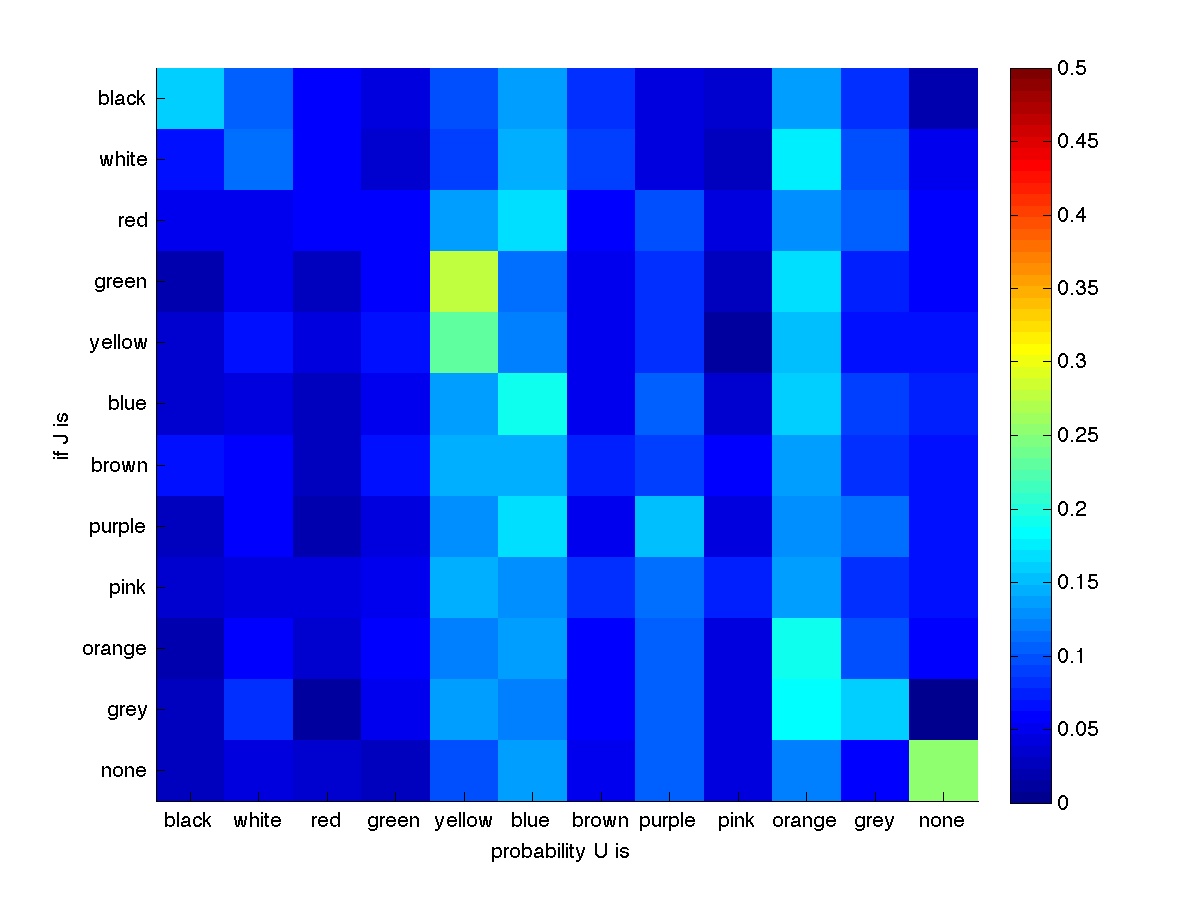 black
white
red
green
yellow
blue
brown
purple
pink
orange
grey
none
if J is
black white red green yellow blue brown purple pink orange grey none
probability U is
0.5
0.45
0.4
0.35
0.3
0.25
0.2
0.15
0.1
0.05
0